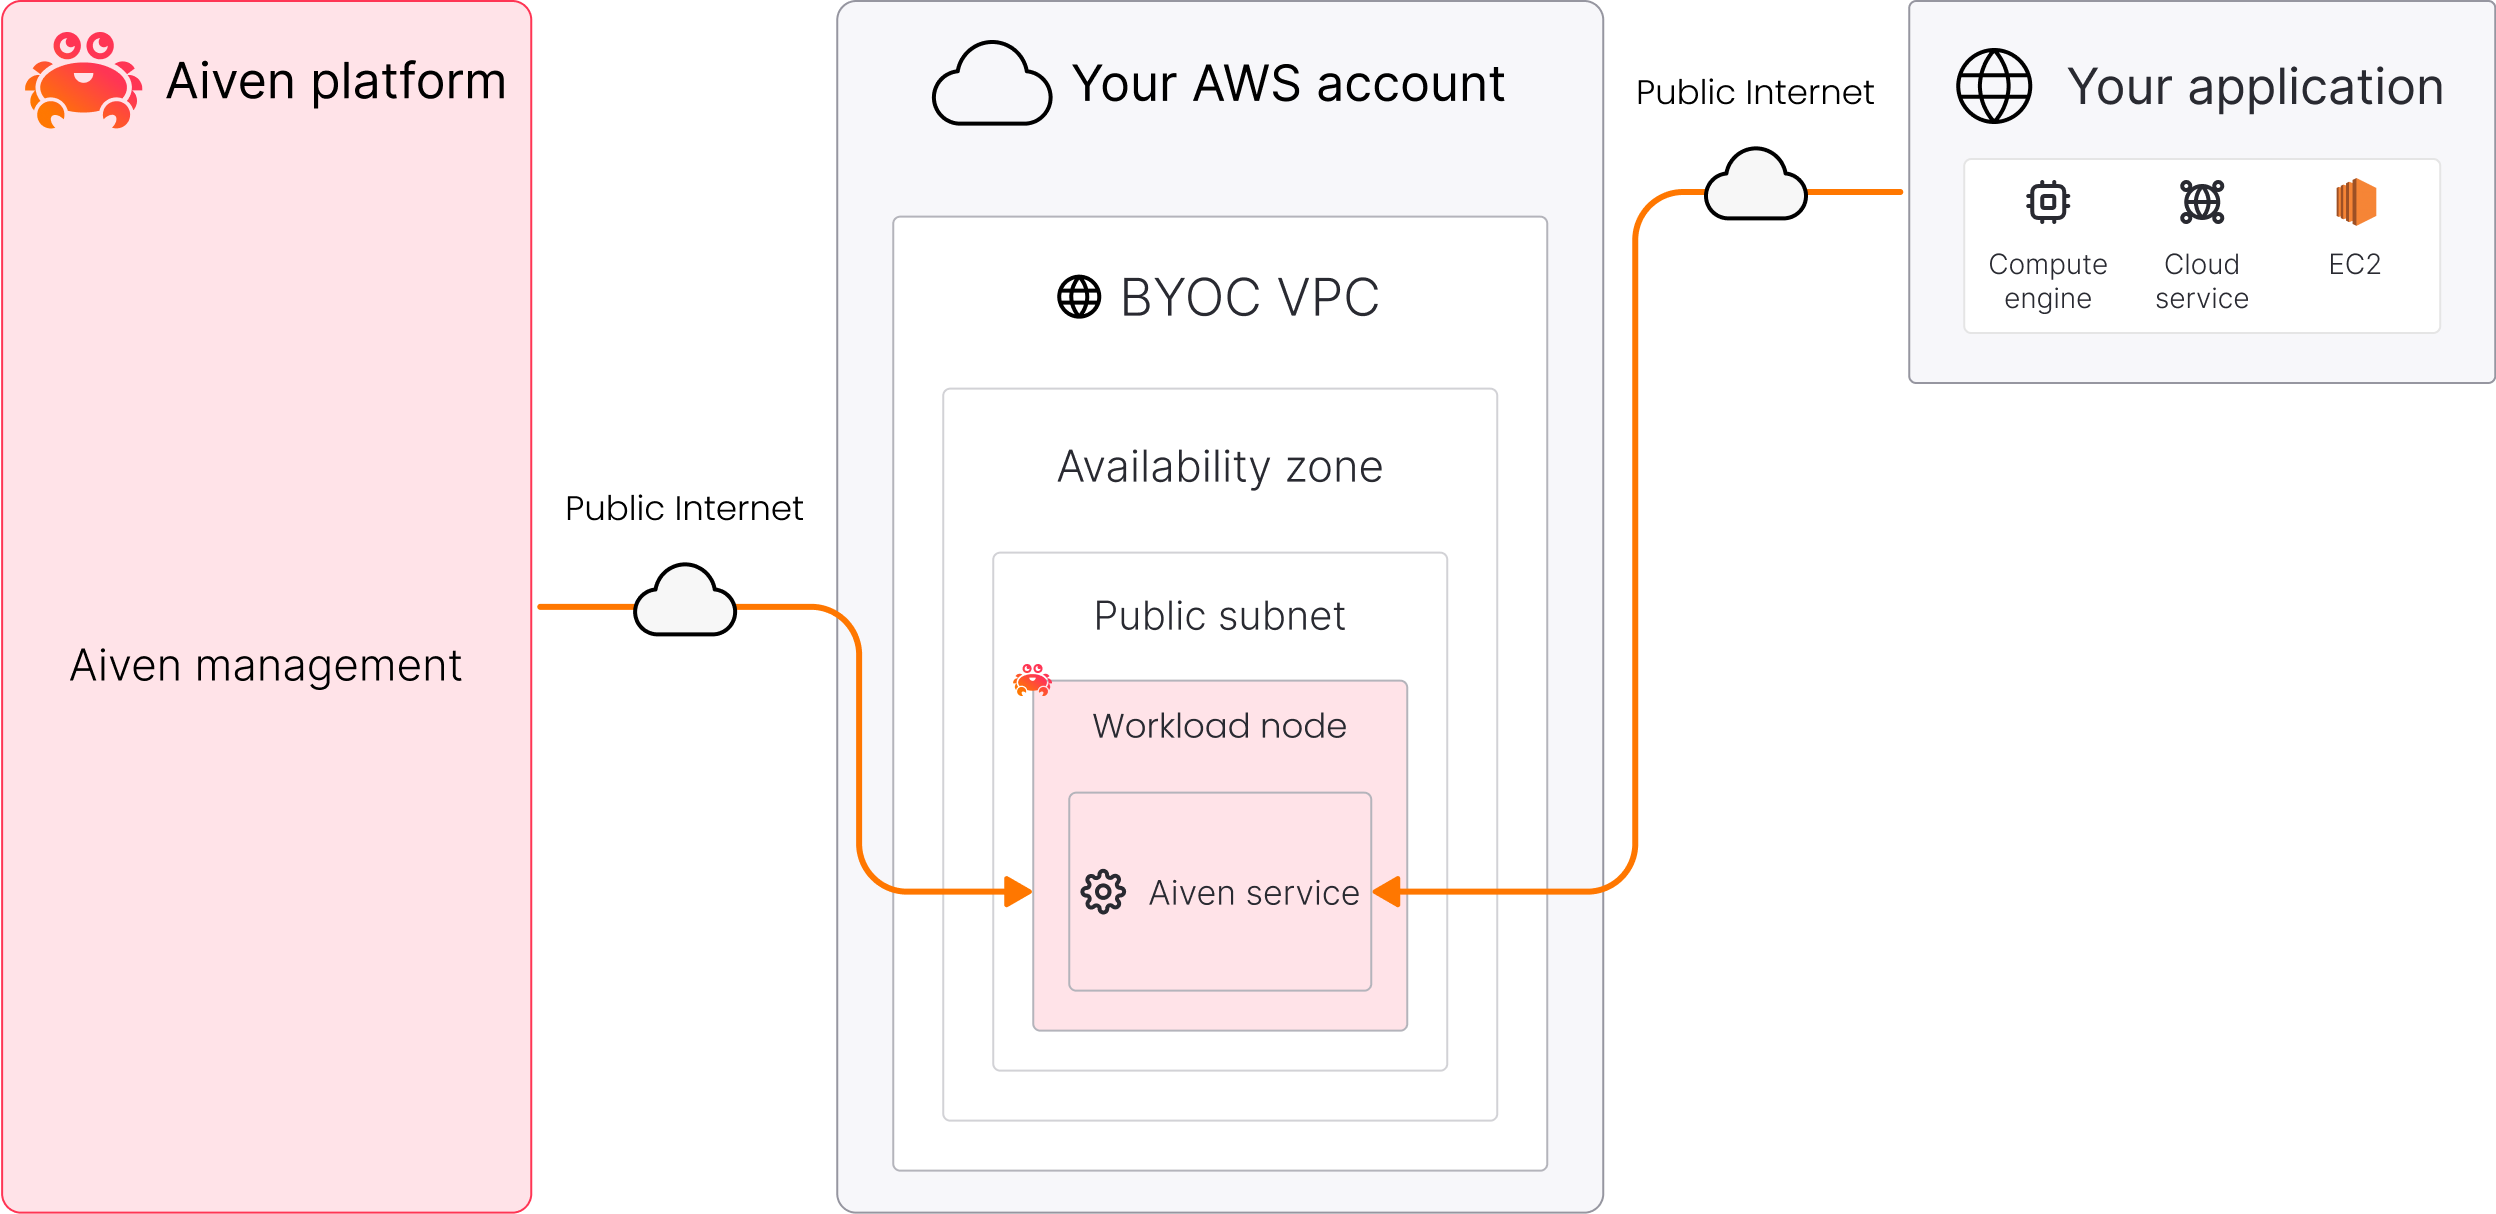 Aiven platform
Aiven management
Public Internet
Your AWS account
BYOC VPC
Availability zone
Public subnet
Workload node
Aiven service
Public Internet
Your application
Compute
engine
Cloud
service
EC2